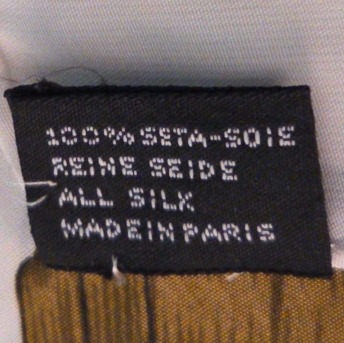 100% SETA-SOIE
REINE SEIDE
ALL SILK
MADE IN PARIS